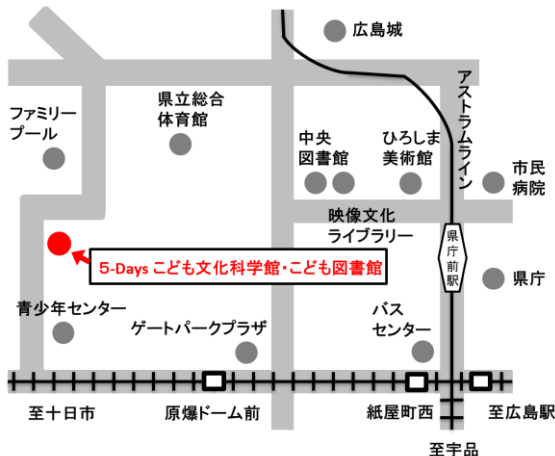 広島城
アストラムライン
ファミリー
プール
県立総合
体育館
中央
図書館
ひろしま
美術館
市民
病院
映像文化
ライブラリー
県庁前駅
5-Days こども文化科学館・こども図書館
県庁
青少年センター
ゲートパークプラザ
バス
センター
至十日市
原爆ドーム前
紙屋町西
至広島駅
至宇品